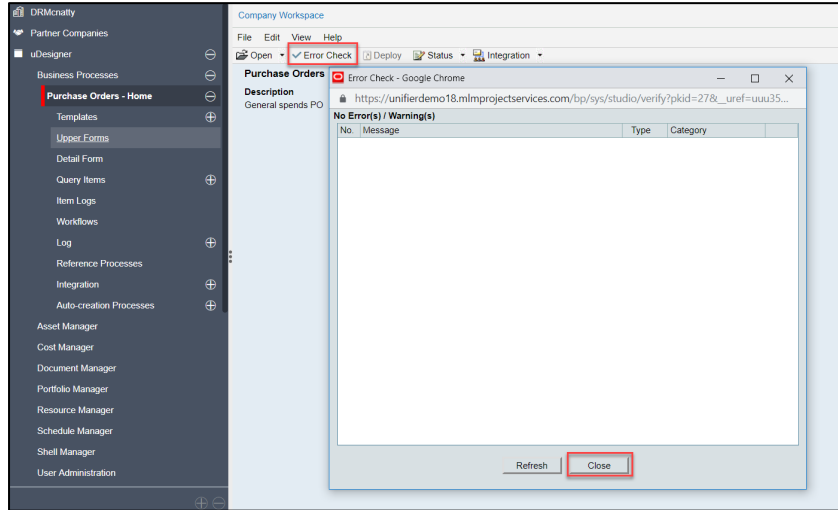 DRMcnatty
Partner Companies
uDesigner
Business Processes
Purchase Orders - Home
Templates
Upper Forms
Detail Form
Query Items
Item Logs
Workflows
Log
Reference Processes
Integration
Auto-creation Processes
Asset Manager
Cost Manager
Document Manager
Portfolio Manager
Resource Manager
Schedule Manager
Shell Manager
User Administration
Company Workspace
File Edit View Help
Open Error Check Deploy Status Integration
Purchase Orders
Description
General spends PO
Error Check - Google Chrome
https://unifierdemo18.mlmprojectservices.com/bp/sys/studio/verify?pkid=27&_uref=uuu35...
No Error(s) / Warning(s)
No. Message Type Category
Refresh Close